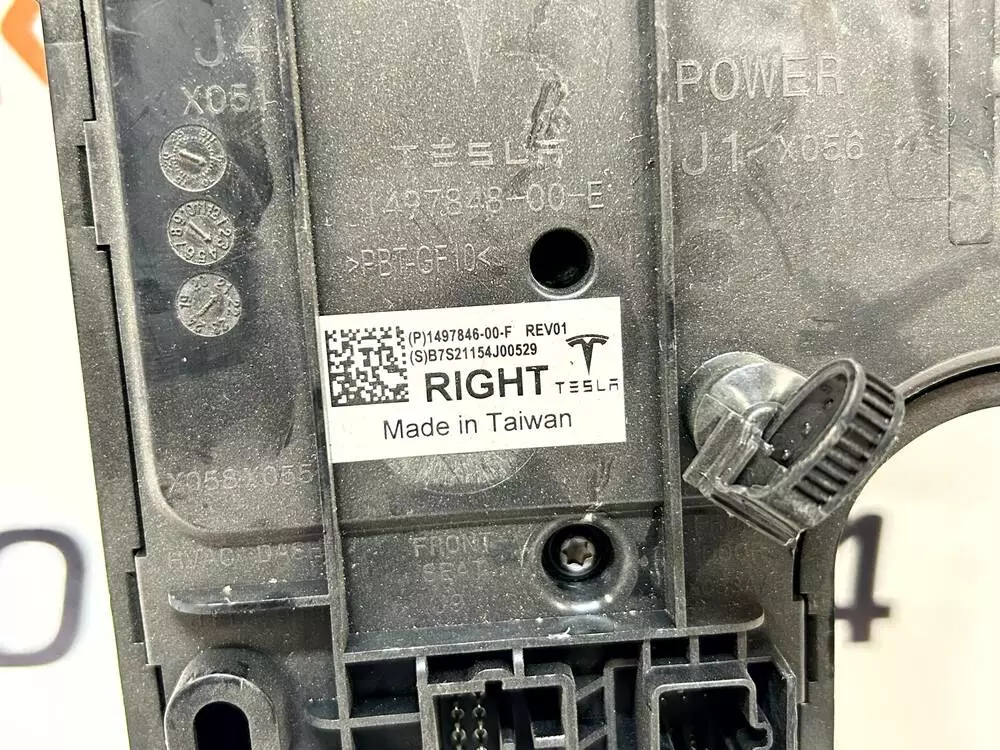 J4
X051
POWER
J1 X056
TESLA
1497848-00-E
>PBT-GF10<
(P)1497846-00-F REV01
(S)B7S21154J00529
RIGHT
TESLA
Made in Taiwan
X058 X055
FRONT
SEAT